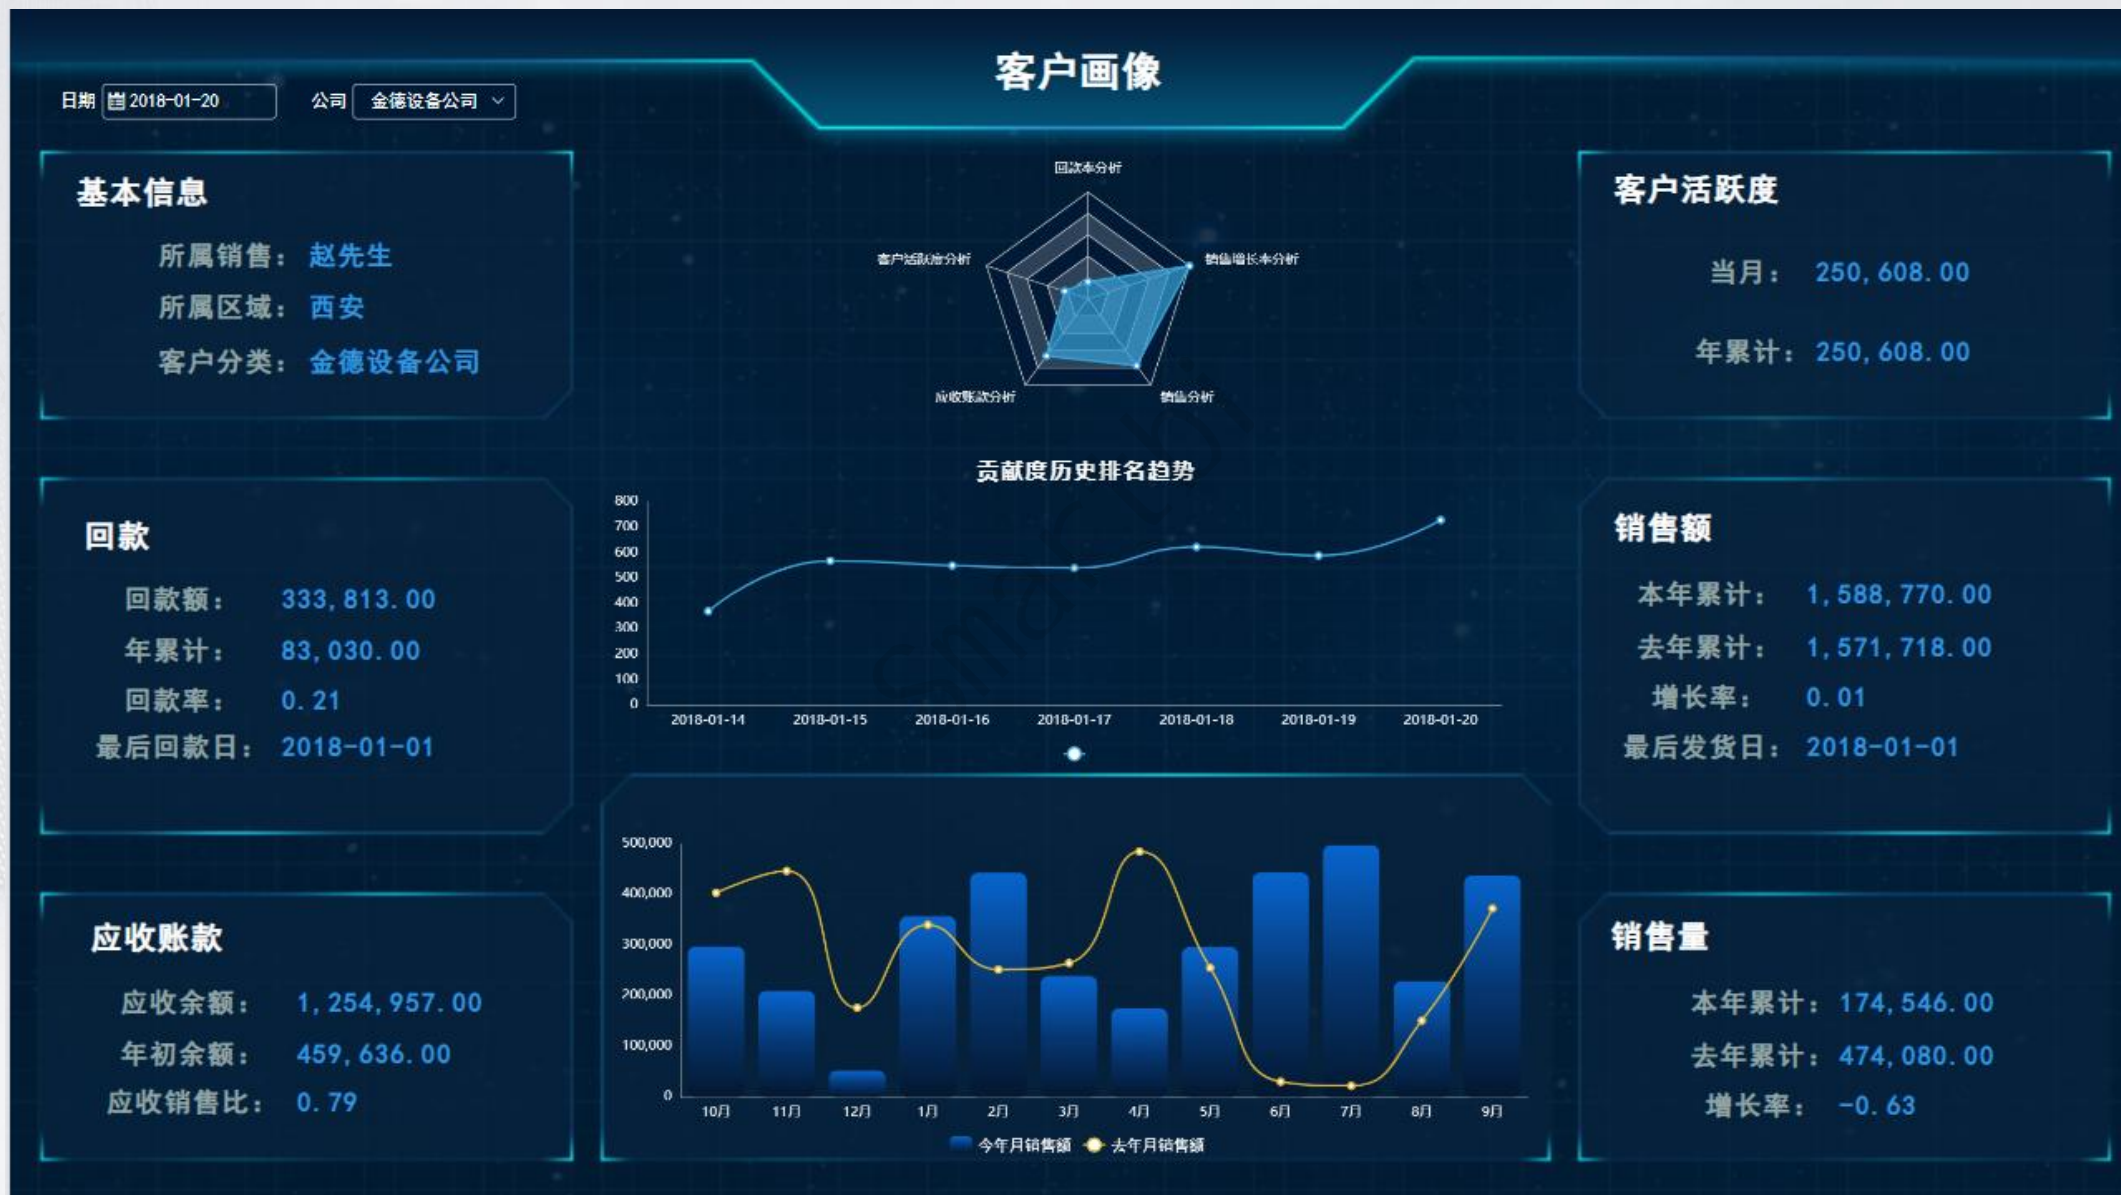 客户画像
日期 2018-01-20 公司 金德设备公司
基本信息
所属销售： 赵先生
所属区域： 西安
客户分类： 金德设备公司
回款
回款额： 333,813.00
年累计： 83,030.00
回款率： 0.21
最后回款日： 2018-01-01
应收账款
应收余额： 1,254,957.00
年初余额： 459,636.00
应收销售比： 0.79
回款率分析
客户活跃度分析
销售增长率分析
应收账款分析
销售分析
贡献度历史排名趋势
800
700
600
500
400
300
200
100
0
2018-01-14 2018-01-15 2018-01-16 2018-01-17 2018-01-18 2018-01-19 2018-01-20
500,000
400,000
300,000
200,000
100,000
0
10月 11月 12月 1月 2月 3月 4月 5月 6月 7月 8月 9月
今年月销售额 去年月销售额
客户活跃度
当月： 250,608.00
年累计： 250,608.00
销售额
本年累计： 1,588,770.00
去年累计： 1,571,718.00
增长率： 0.01
最后发货日： 2018-01-01
销售量
本年累计： 174,546.00
去年累计： 474,080.00
增长率： -0.63